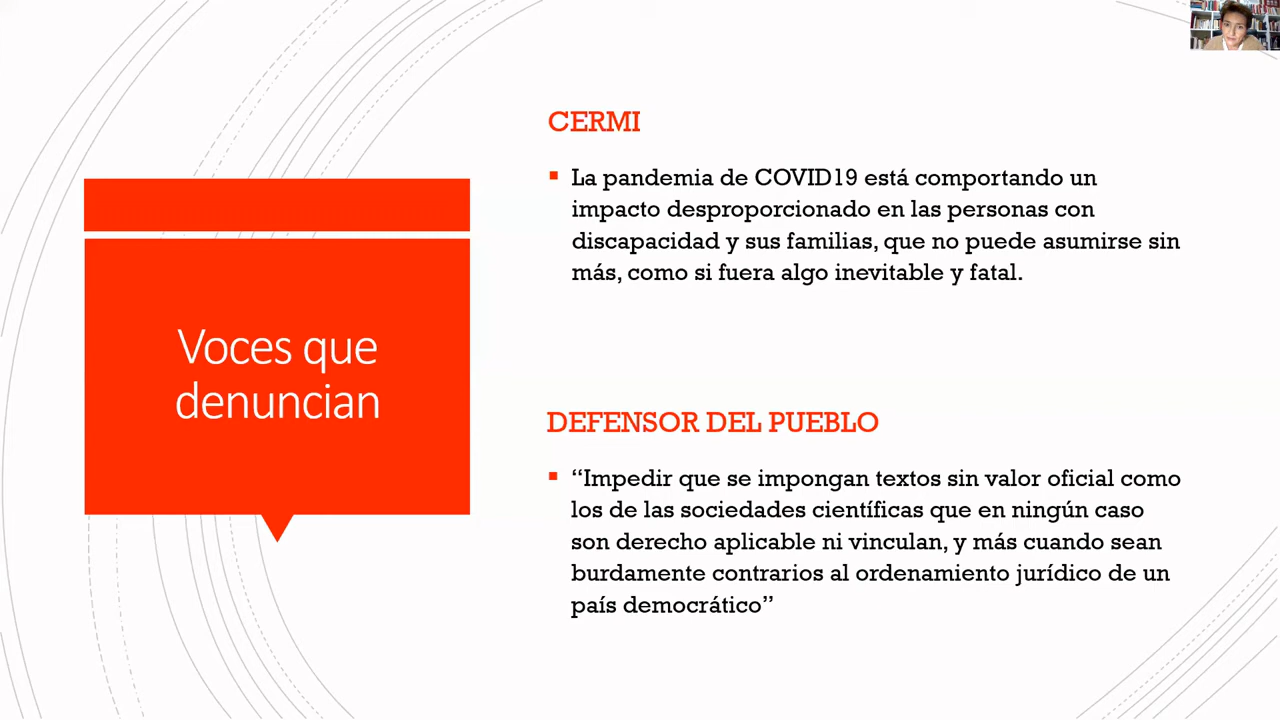 Voces que
denuncian
CERMI
La pandemia de COVID19 está comportando un
impacto desproporcionado en las personas con
discapacidad y sus familias, que no puede asumirse sin
más, como si fuera algo inevitable y fatal.
DEFENSOR DEL PUEBLO
“Impedir que se impongan textos sin valor oficial como
los de las sociedades científicas que en ningún caso
son derecho aplicable ni vinculan, y más cuando sean
burdamente contrarios al ordenamiento jurídico de un
país democrático”